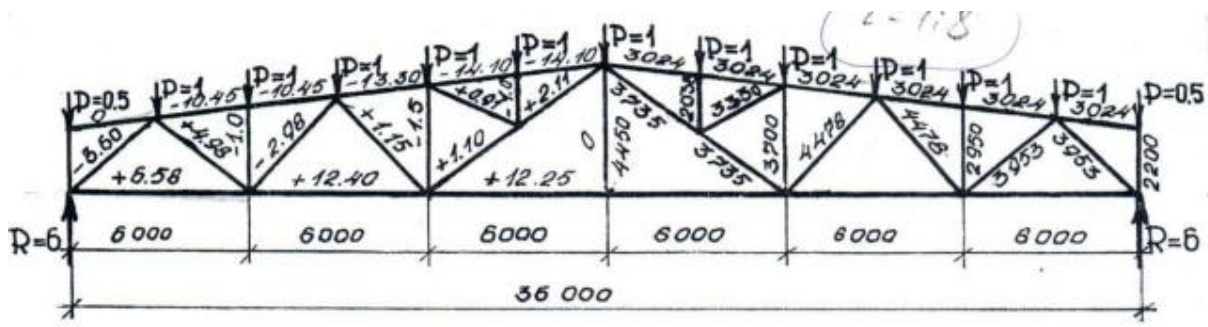 P=1
P=1 P=1 P=1 P=1 P=1 P=1 P=1 P=1 P=1 P=1
P=0.5 P=0.5
0 -10.45 -10.45 -13.30 -14.10 -14.10 3024 3024 3024 3024 3024 3024
-8.60 +4.98 -1.0 -2.98 +1.15 -1.5 +0.97 +2.11 +1.10 0 4450 3735 2039 3735 3700 4478 4478 2950 3953 3953 2200
+6.58 +12.40 +12.25
R=6 R=6
6000 6000 6000 6000 6000 6000
36 000